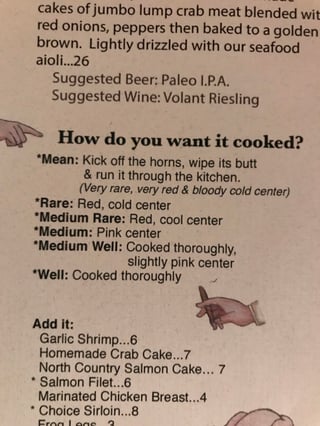 cakes of jumbo lump crab meat blended with
red onions, peppers then baked to a golden
brown. Lightly drizzled with our seafood
aioli...26
Suggested Beer: Paleo I.P.A.
Suggested Wine: Volant Riesling
How do you want it cooked?
*Mean: Kick off the horns, wipe its butt
& run it through the kitchen.
(Very rare, very red & bloody cold center)
*Rare: Red, cold center
*Medium Rare: Red, cool center
*Medium: Pink center
*Medium Well: Cooked thoroughly,
slightly pink center
*Well: Cooked thoroughly
Add it:
Garlic Shrimp...6
Homemade Crab Cake...7
North Country Salmon Cake... 7
* Salmon Filet...6
Marinated Chicken Breast...4
* Choice Sirloin...8
Frog Legs...3